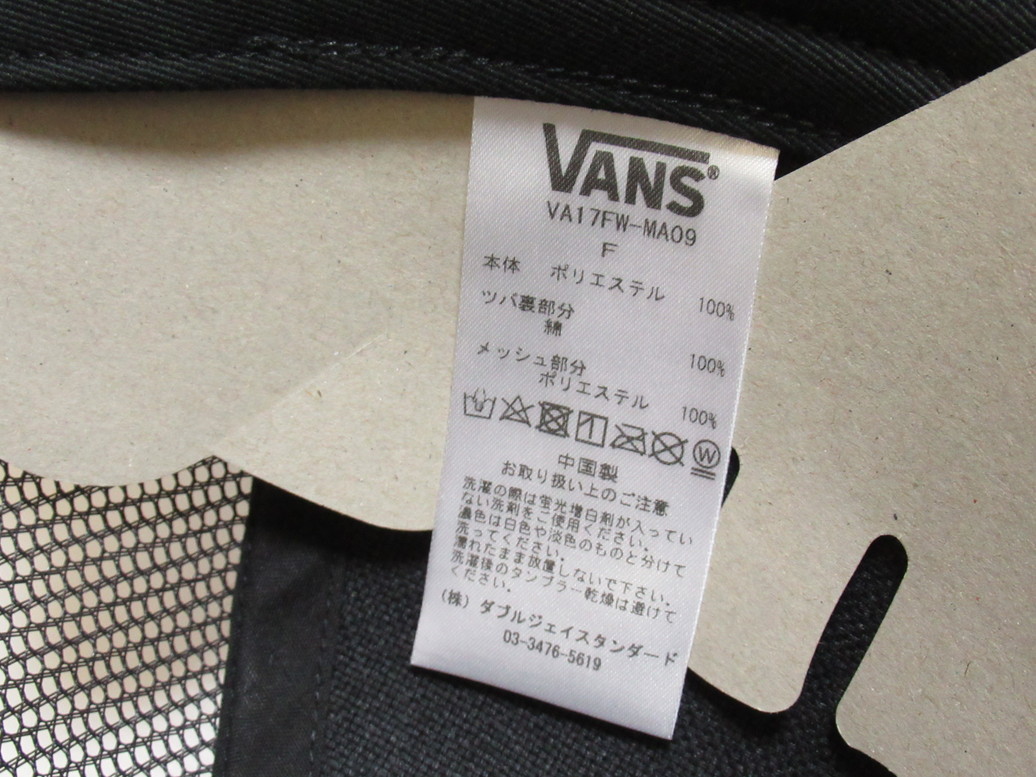 VANS®
VA17FW-MA09
F
本体 ポリエステル 100%
ツバ裏部分
綿 100%
メッシュ部分
ポリエステル 100%
中国製
お取り扱い上のご注意
洗濯の際は蛍光増白剤が入ってい
ない洗剤をご使用ください。
濃色は白色や淡色のものと分けて
洗ってください。
濡れたまま放置しないで下さい。
洗濯後のタンブラー乾燥は避けて
ください。
(株) ダブルジェイスタンダード
03-3476-5619